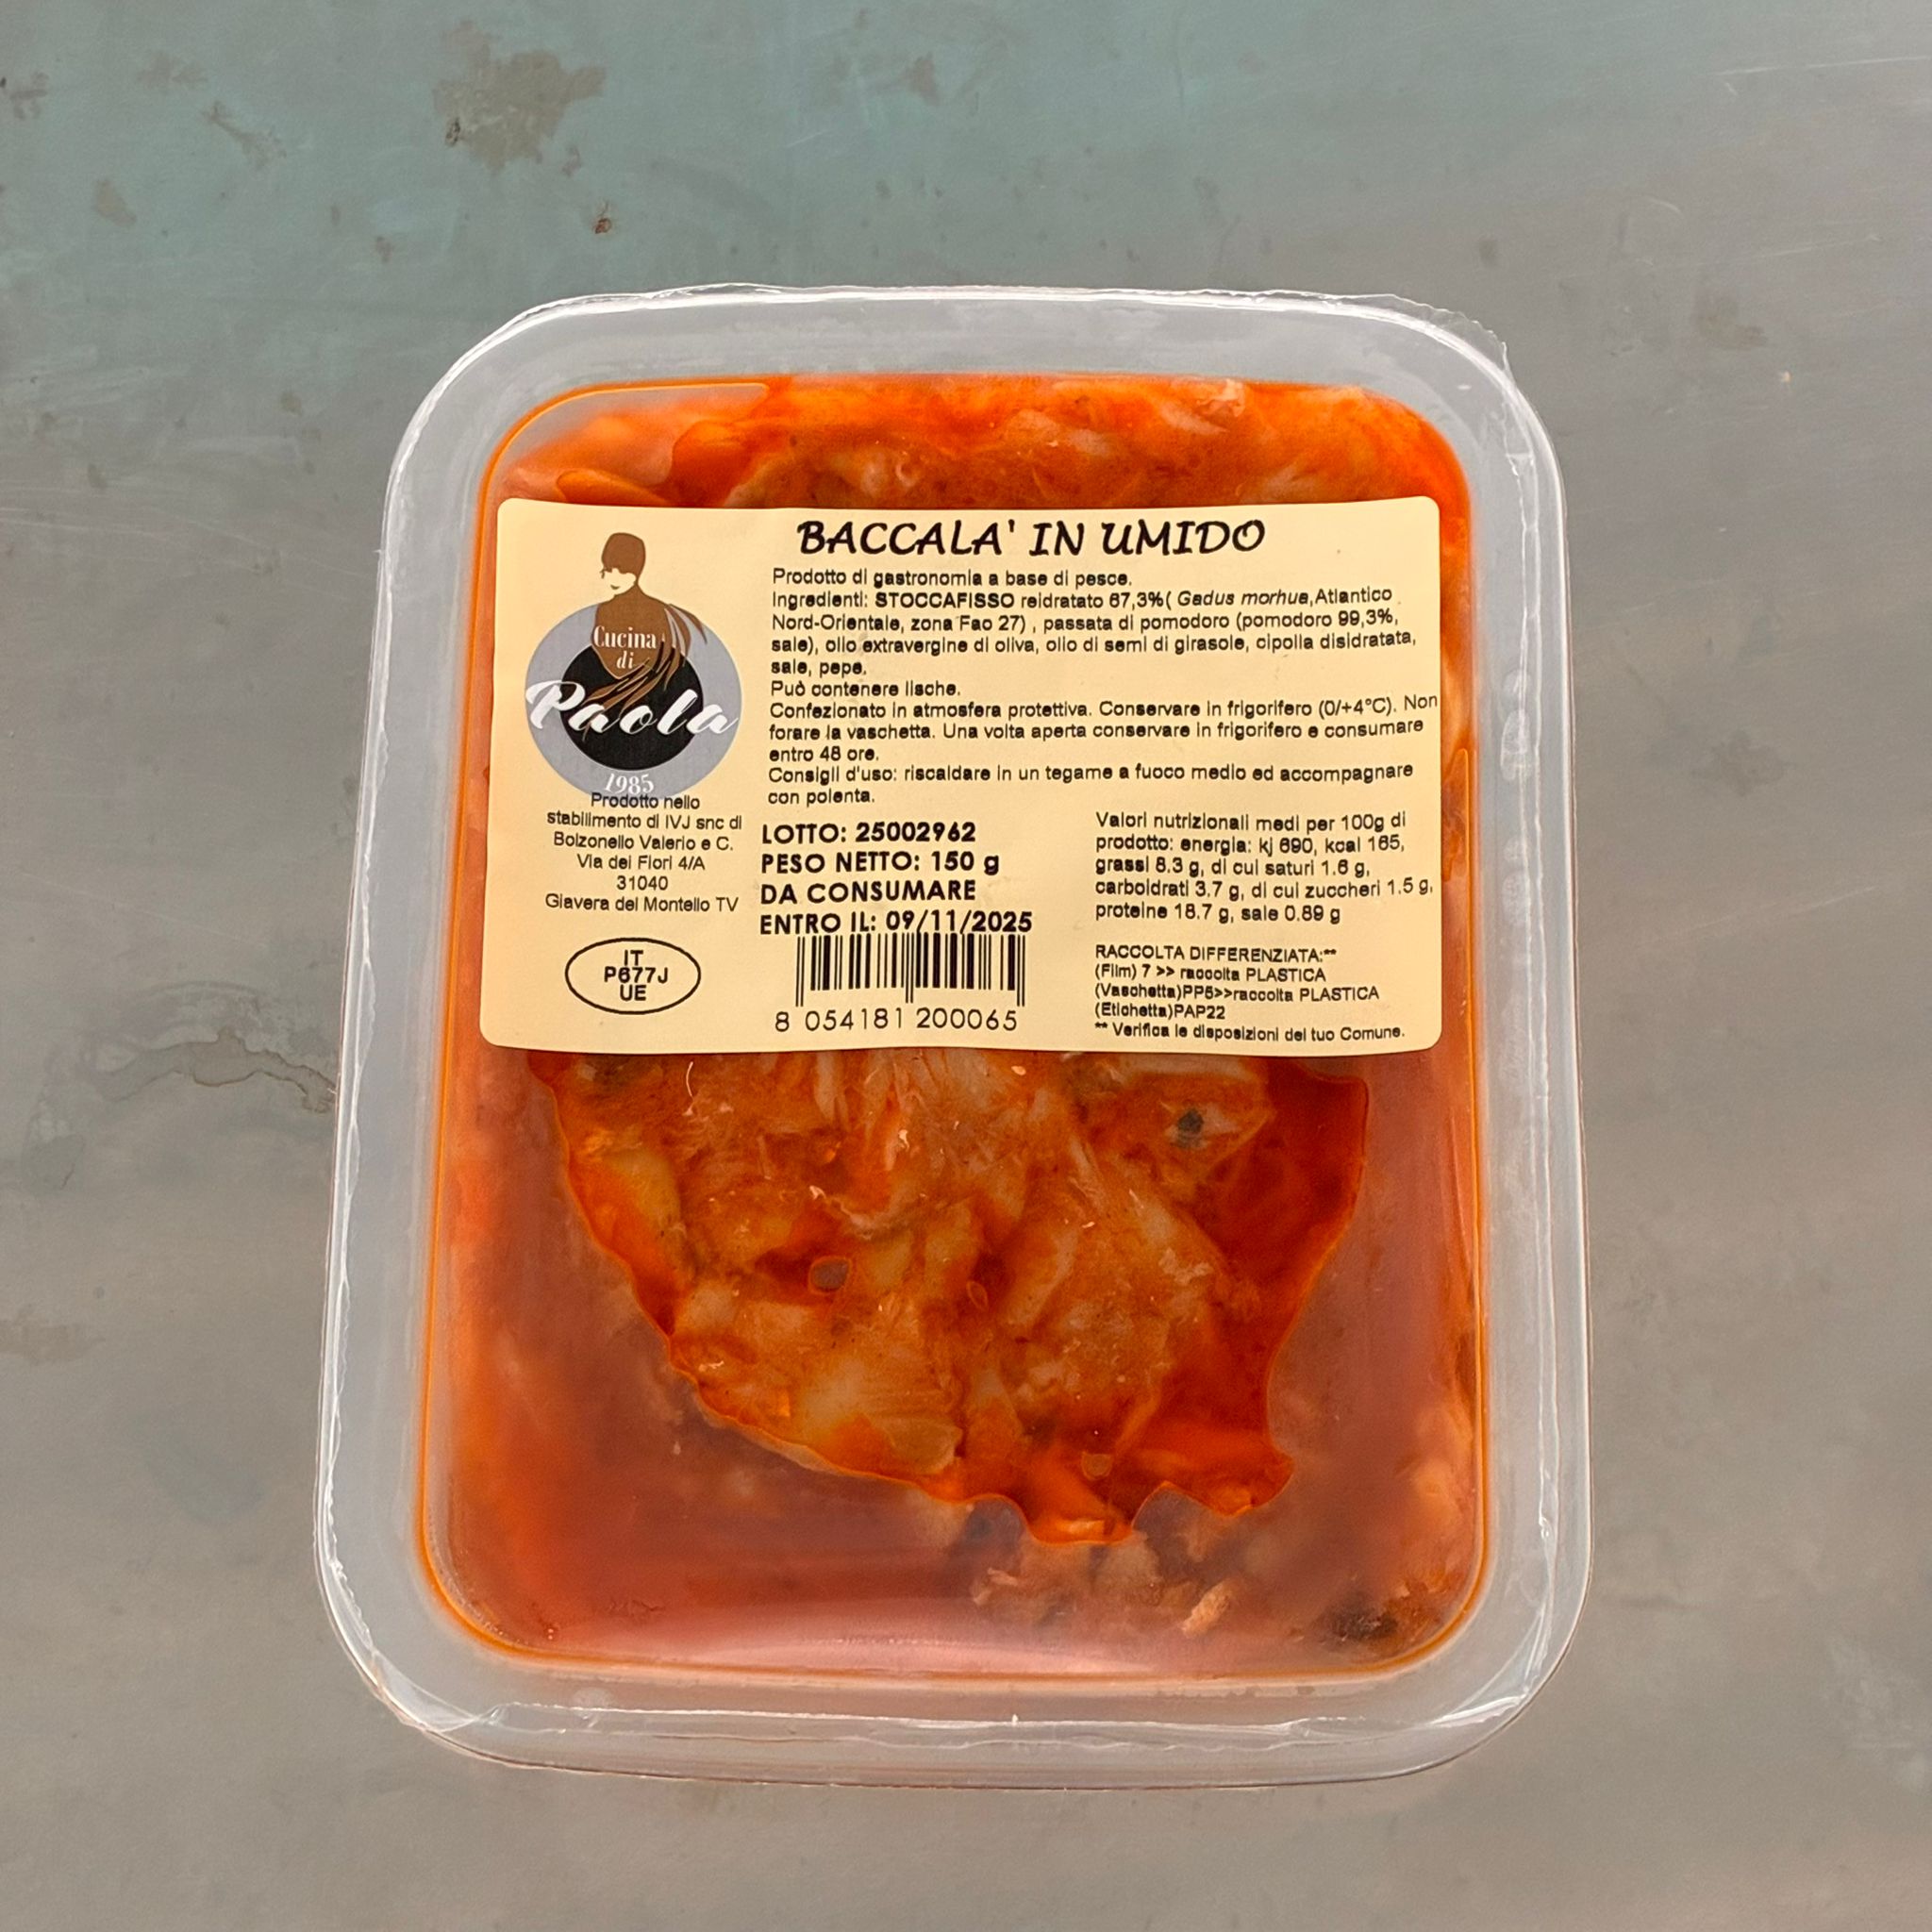 BACCALA' IN UMIDO
Prodotto di gastronomia a base di pesce.
Ingredienti: STOCCAFISSO reidratato 67,3%( Gadus morhua,Atlantico
Nord-Orientale, zona Fao 27) , passata di pomodoro (pomodoro 99,3%,
sale), olio extravergine di oliva, olio di semi di girasole, cipolla disidratata,
sale, pepe.
Può contenere lische.
Confezionato in atmosfera protettiva. Conservare in frigorifero (0/+4°C). Non
forare la vaschetta. Una volta aperta conservare in frigorifero e consumare
entro 48 ore.
Consigli d'uso: riscaldare in un tegame a fuoco medio ed accompagnare
con polenta.
Cucina
di
Paola
1985
Prodotto nello
stabilimento di IVJ snc di
Bolzonello Valerio e C.
Via dei Fiori 4/A
31040
Giavera del Montello TV
IT
P677J
UE
LOTTO: 25002962
PESO NETTO: 150 g
DA CONSUMARE
ENTRO IL: 09/11/2025
8 054181 200065
Valori nutrizionali medi per 100g di
prodotto: energia: kj 690, kcal 165,
grassi 8.3 g, di cui saturi 1.6 g,
carboidrati 3.7 g, di cui zuccheri 1.5 g,
proteine 18.7 g, sale 0.89 g
RACCOLTA DIFFERENZIATA:**
(Film) 7 >> raccolta PLASTICA
(Vaschetta)PP5>>raccolta PLASTICA
(Etichetta)PAP22
** Verifica le disposizioni del tuo Comune.